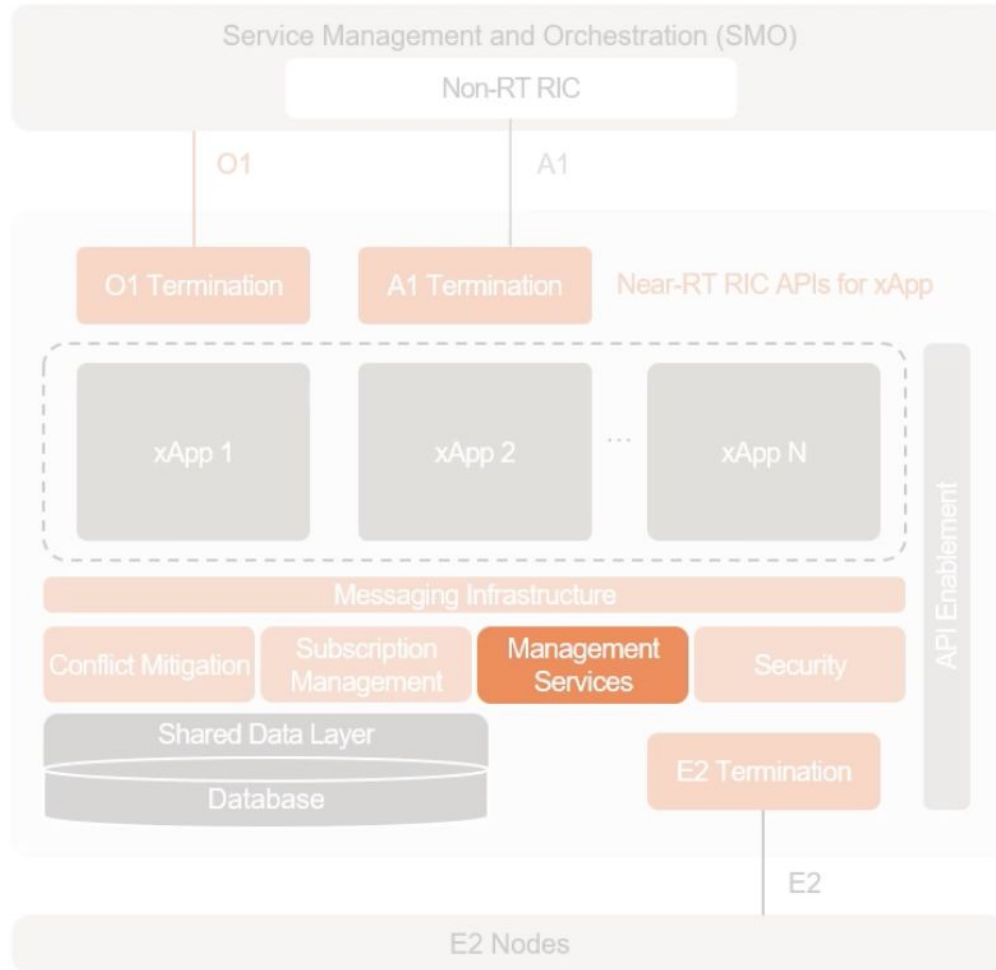 Service Management and Orchestration (SMO)
Non-RT RIC
O1
A1
O1 Termination
A1 Termination
Near-RT RIC APIs for xApp
xApp 1
xApp 2
...
xApp N
API Enablement
Messaging Infrastructure
Conflict Mitigation
Subscription
Management
Management
Services
Security
Shared Data Layer
Database
E2 Termination
E2
E2 Nodes